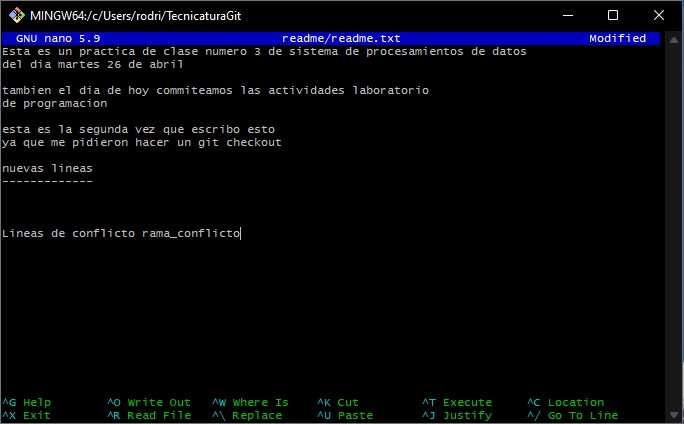 MINGW64:/c/Users/rodri/TecnicaturaGit
GNU nano 5.9 readme/readme.txt Modified
Esta es un practica de clase numero 3 de sistema de procesamientos de datos
del dia martes 26 de abril
tambien el dia de hoy commiteamos las actividades laboratorio
de programacion
esta es la segunda vez que escribo esto
ya que me pidieron hacer un git checkout
nuevas lineas
-------------
Lineas de conflicto rama_conflicto
^G Help ^O Write Out ^W Where Is ^K Cut ^T Execute ^C Location
^X Exit ^R Read File ^\ Replace ^U Paste ^J Justify ^/ Go To Line